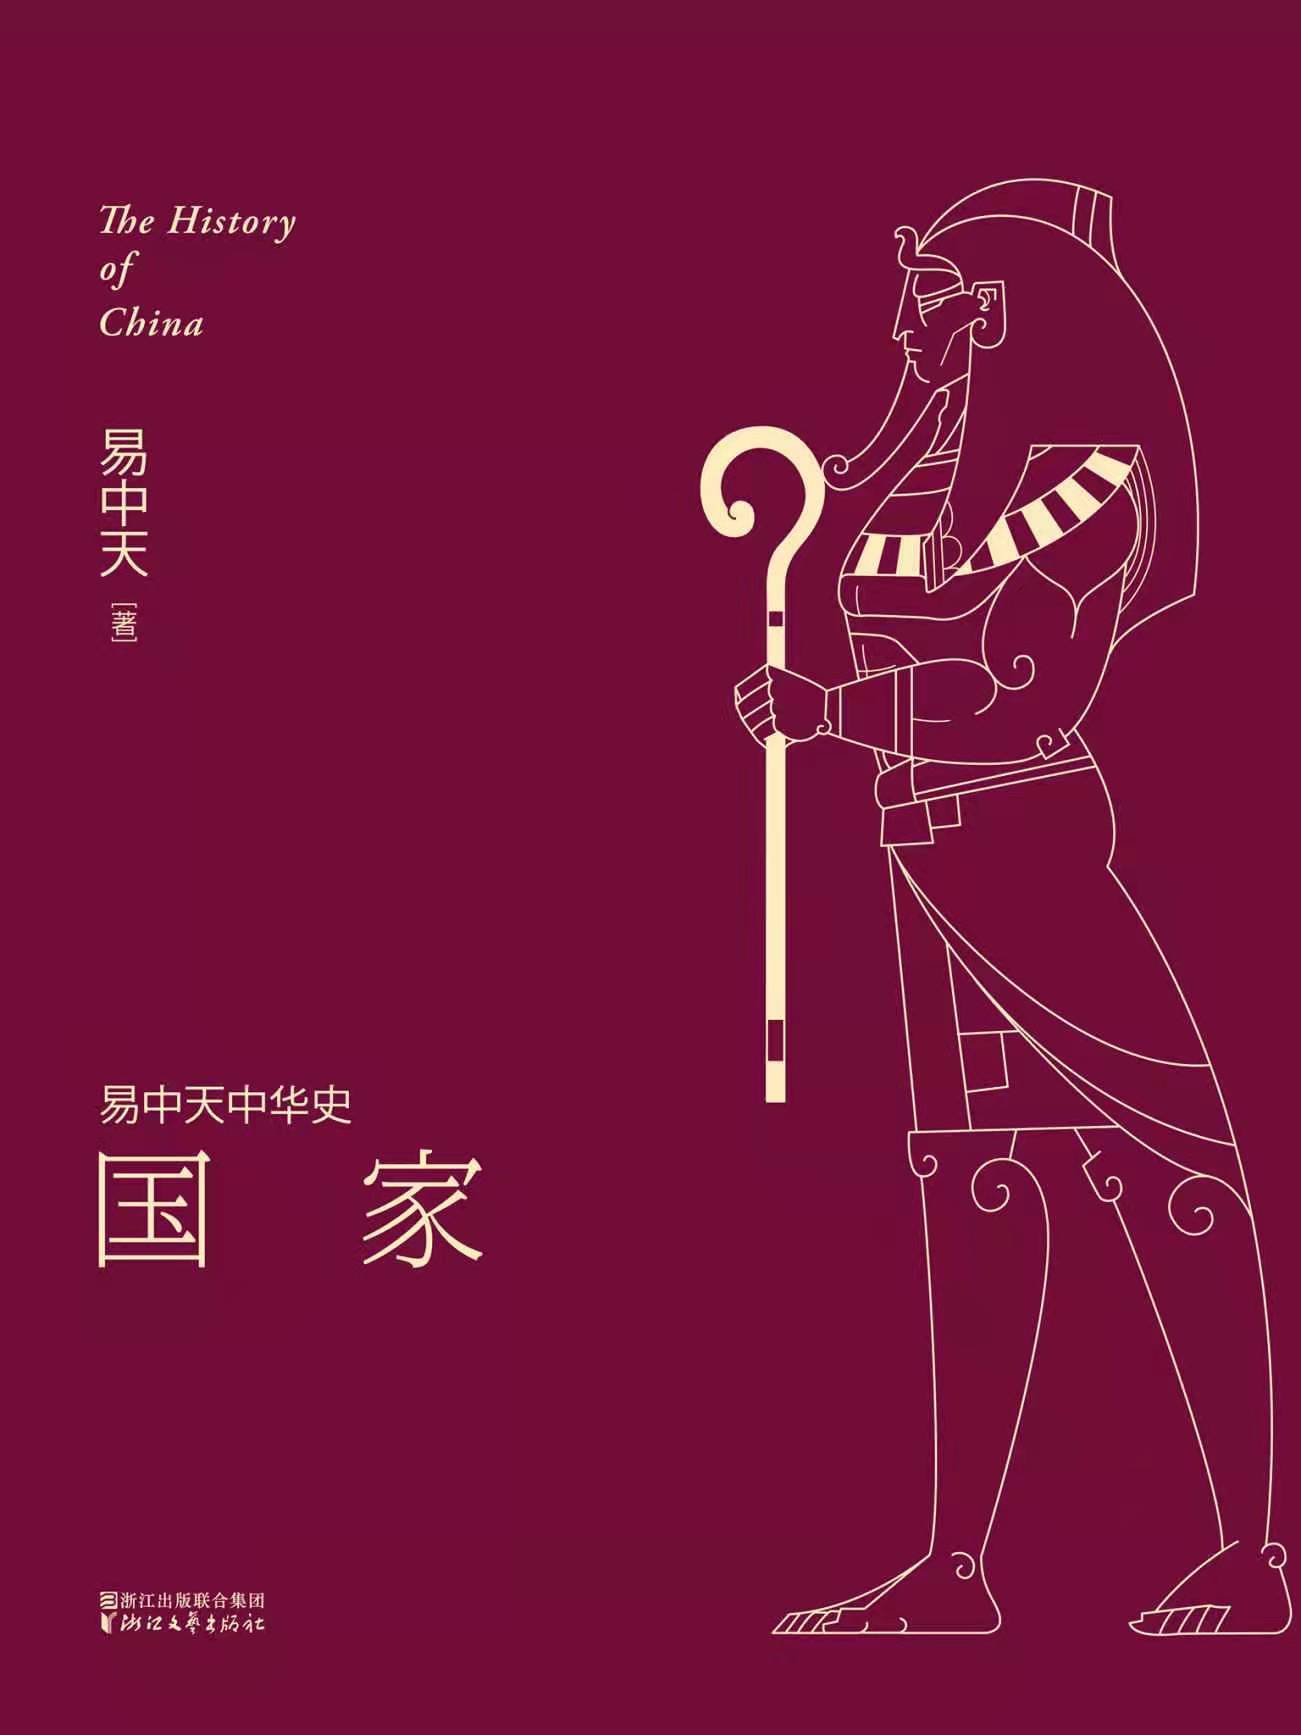 The History
of
China
易中天
[著]
易中天中华史
国家
浙江出版联合集团
浙江文艺出版社